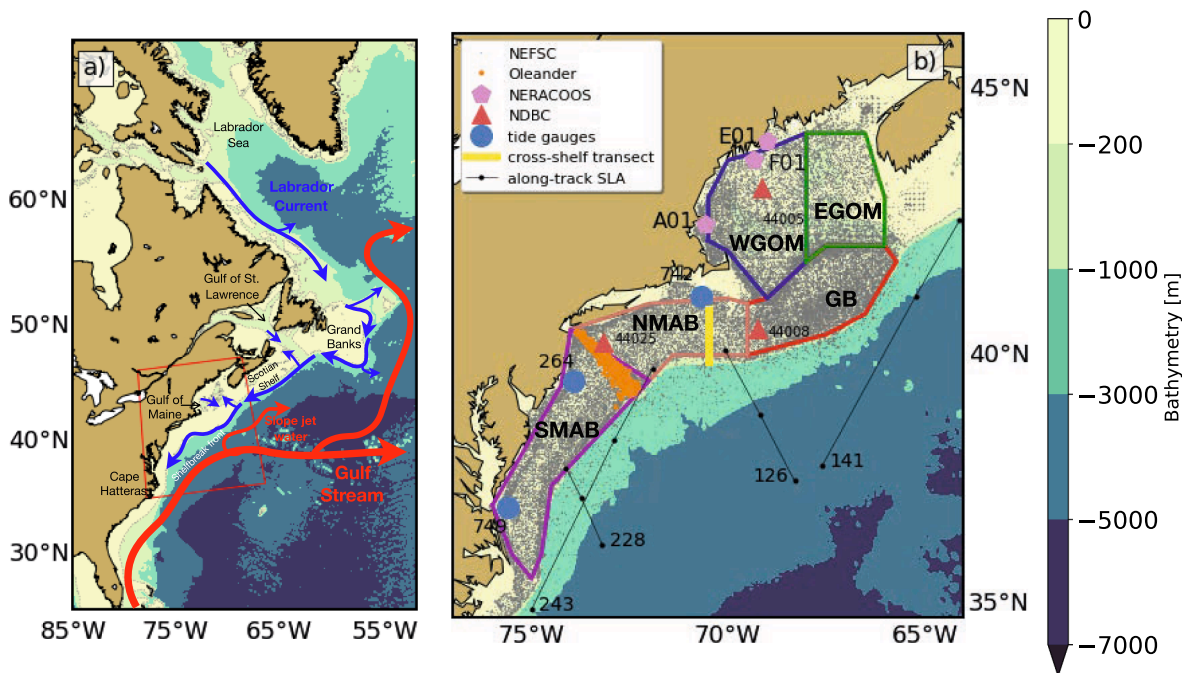 a)
Labrador
Sea
Labrador
Current
Gulf of St.
Lawrence
Grand
Banks
Scotian
Shelf
Gulf of
Maine
Slope jet
water
Shelfbreak front
Cape
Hatteras
Gulf
Stream
60°N
50°N
40°N
30°N
85°W
75°W
65°W
55°W
b)
NEFSC
Oleander
NERACOOS
NDBC
tide gauges
cross-shelf transect
along-track SLA
E01
F01
A01
44005
EGOM
WGOM
742
GB
NMAB
44008
44025
264
SMAB
749
126
141
228
243
45°N
40°N
35°N
75°W
70°W
65°W
0
−200
−1000
−3000
−5000
−7000
Bathymetry [m]